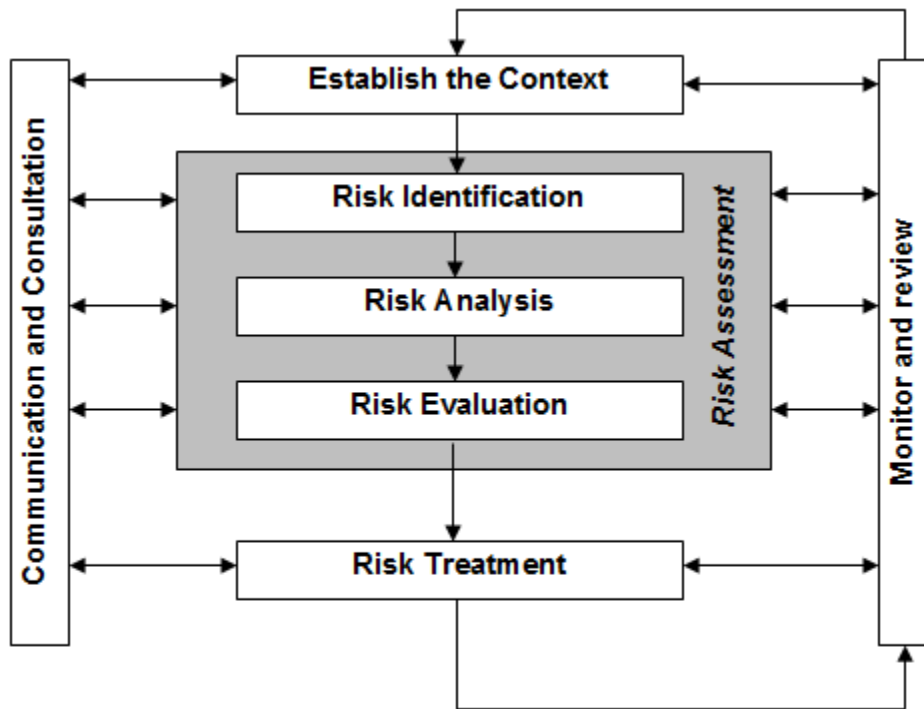 Establish the Context
Communication and Consultation
Risk Identification
Risk Analysis
Risk Evaluation
Risk Assessment
Monitor and review
Risk Treatment